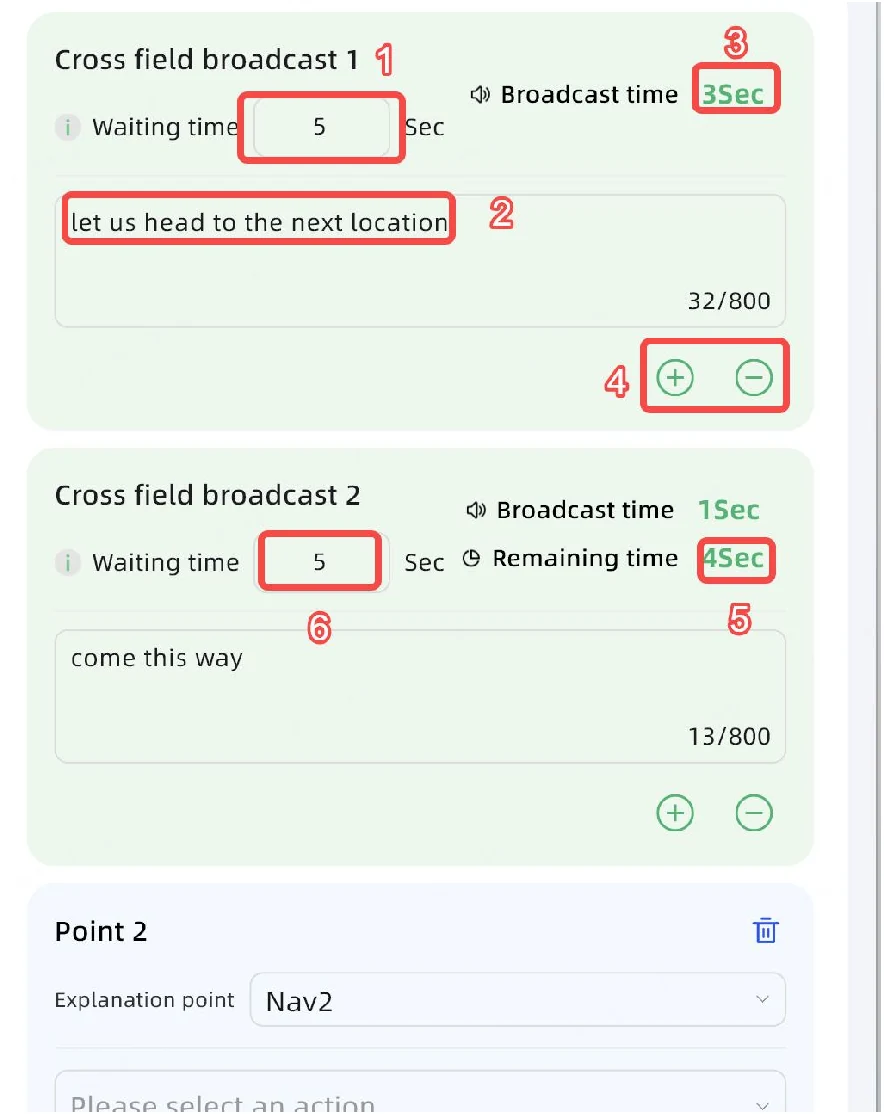 Cross field broadcast 1
1
3
Broadcast time 3Sec
i Waiting time 5 Sec
let us head to the next location
2
32/800
4
Cross field broadcast 2
Broadcast time 1Sec
i Waiting time 5 Sec
Remaining time 4Sec
6
5
come this way
13/800
Point 2
Explanation point Nav2
Please select an action